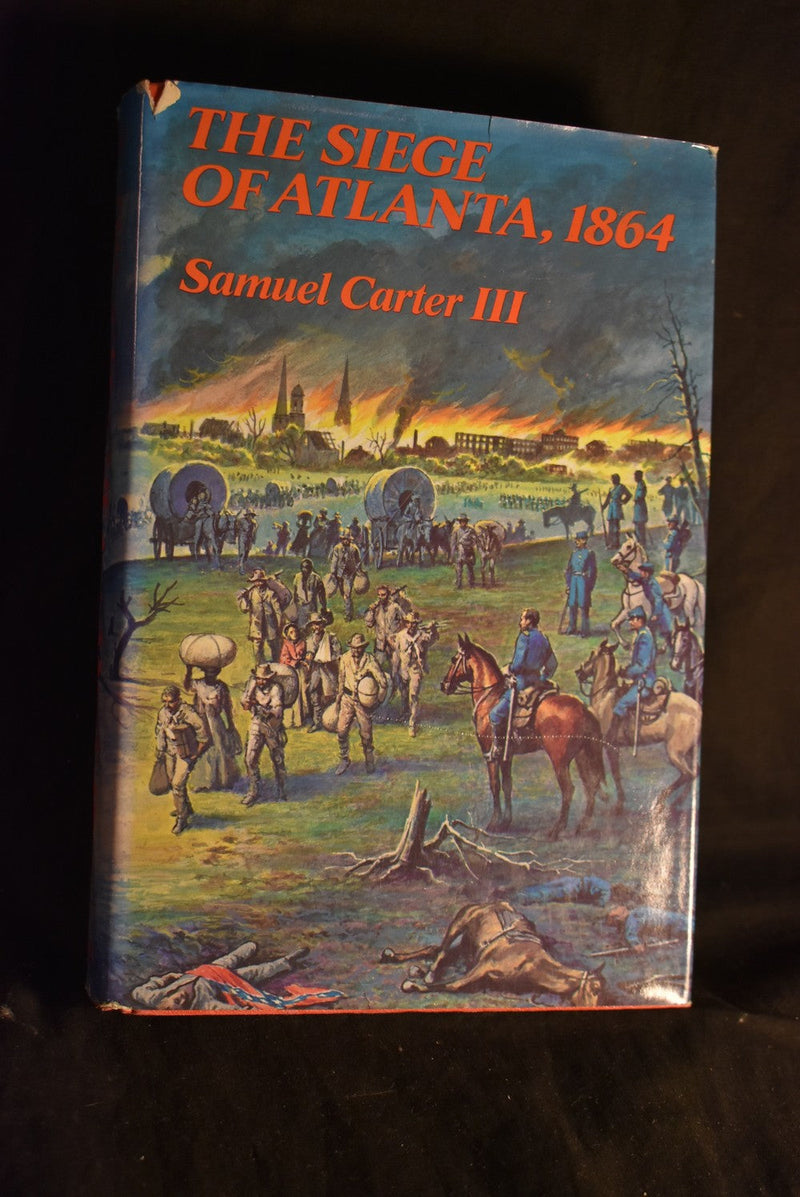 THE SIEGE
OF ATLANTA, 1864
Samuel Carter III